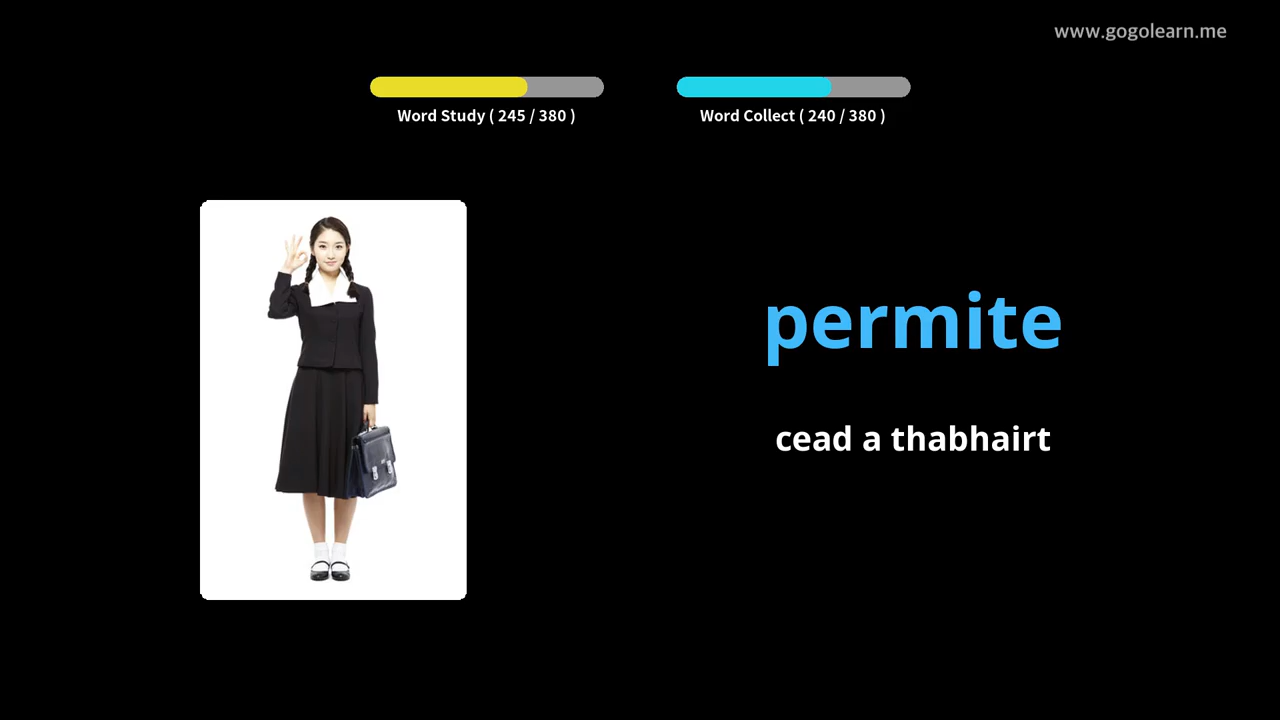 www.gogolearn.me
Word Study ( 245 / 380 )
Word Collect ( 240 / 380 )
permite
cead a thabhairt